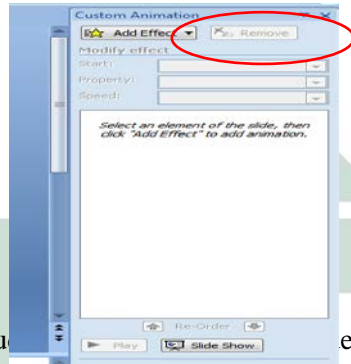 Custom Animation
Add Effect Remove
Modify effect
Start:
Property:
Speed:
Select an element of the slide, then
click "Add Effect" to add animation.
Re-Order
Play Slide Show